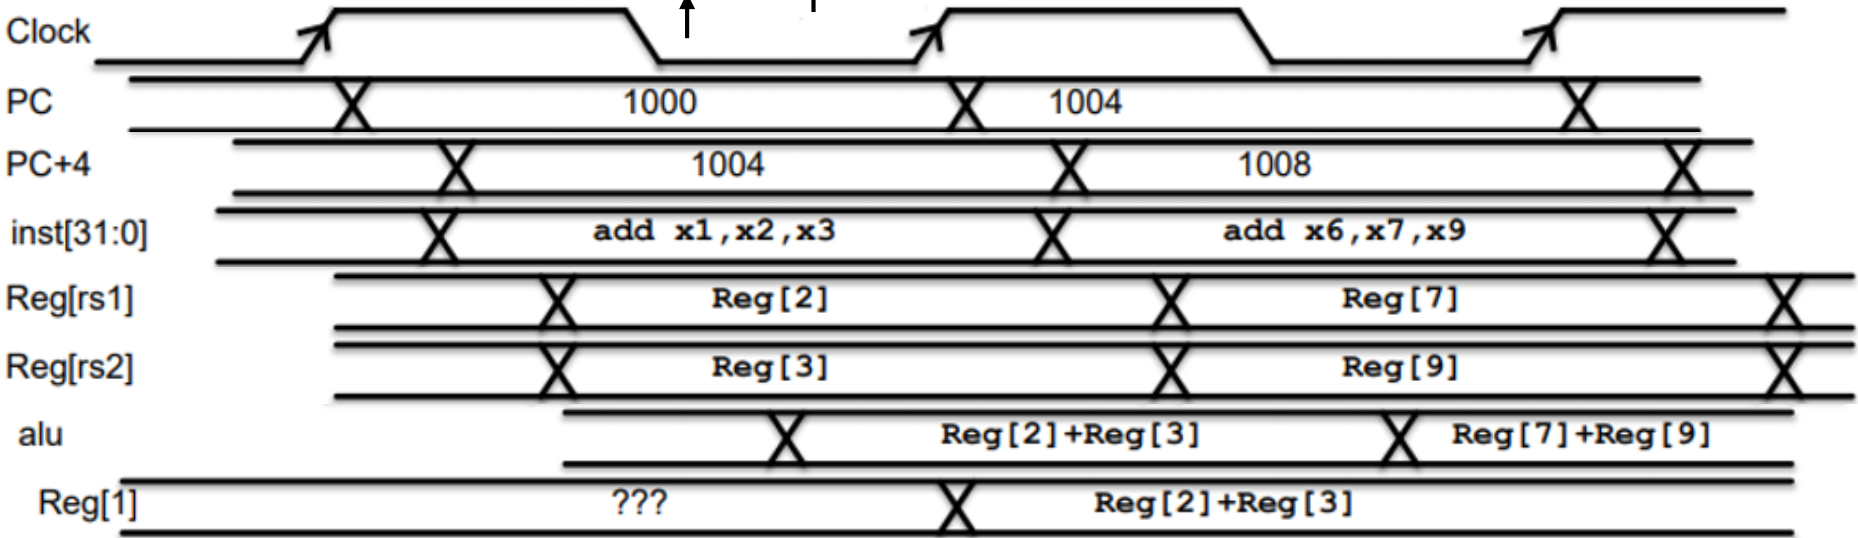 Clock
PC 1000 1004
PC+4 1004 1008
inst[31:0] add x1,x2,x3 add x6,x7,x9
Reg[rs1] Reg[2] Reg[7]
Reg[rs2] Reg[3] Reg[9]
alu Reg[2]+Reg[3] Reg[7]+Reg[9]
Reg[1] ??? Reg[2]+Reg[3]